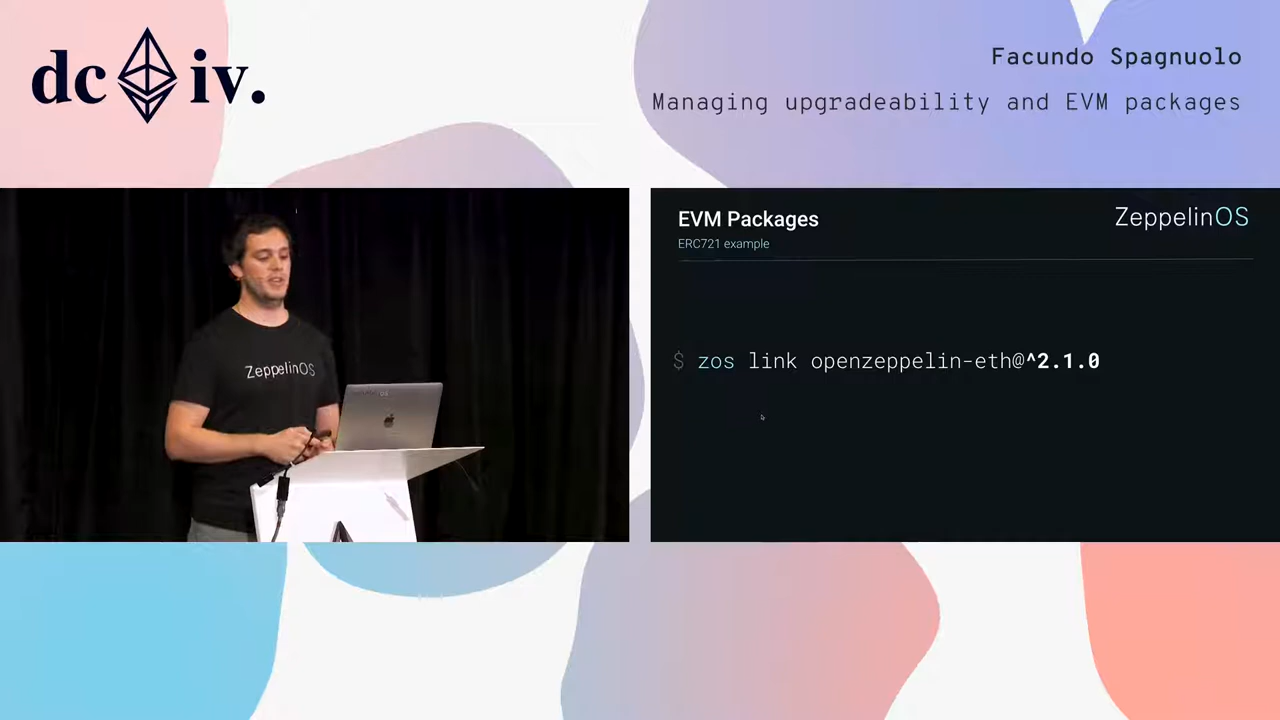 dc iv.
Facundo Spagnuolo
Managing upgradeability and EVM packages
ZeppelinOS
EVM Packages
ERC721 example
ZeppelinOS
$ zos link openzeppelin-eth@^2.1.0